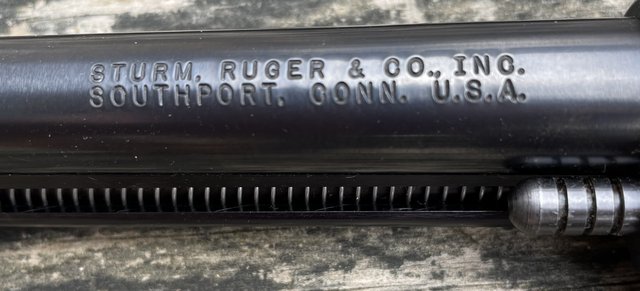 STURM, RUGER & CO., INC.
SOUTHPORT, CONN. U.S.A.